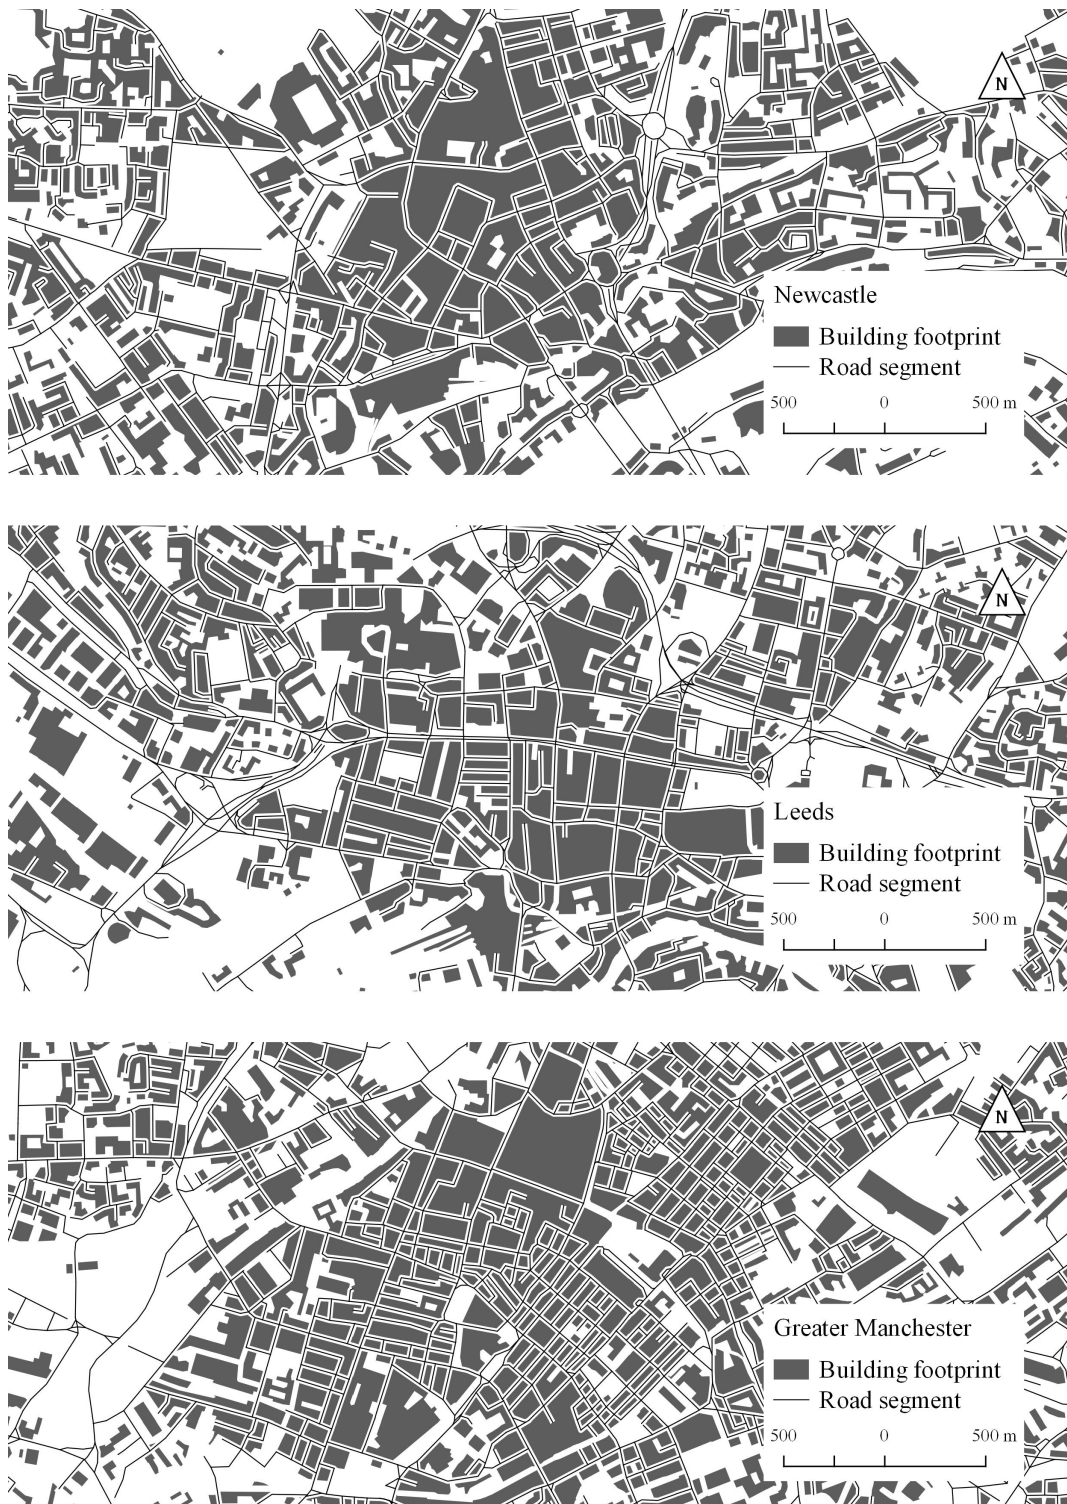 N
Newcastle
Building footprint
Road segment
500 0 500 m
N
Leeds
Building footprint
Road segment
500 0 500 m
N
Greater Manchester
Building footprint
Road segment
500 0 500 m